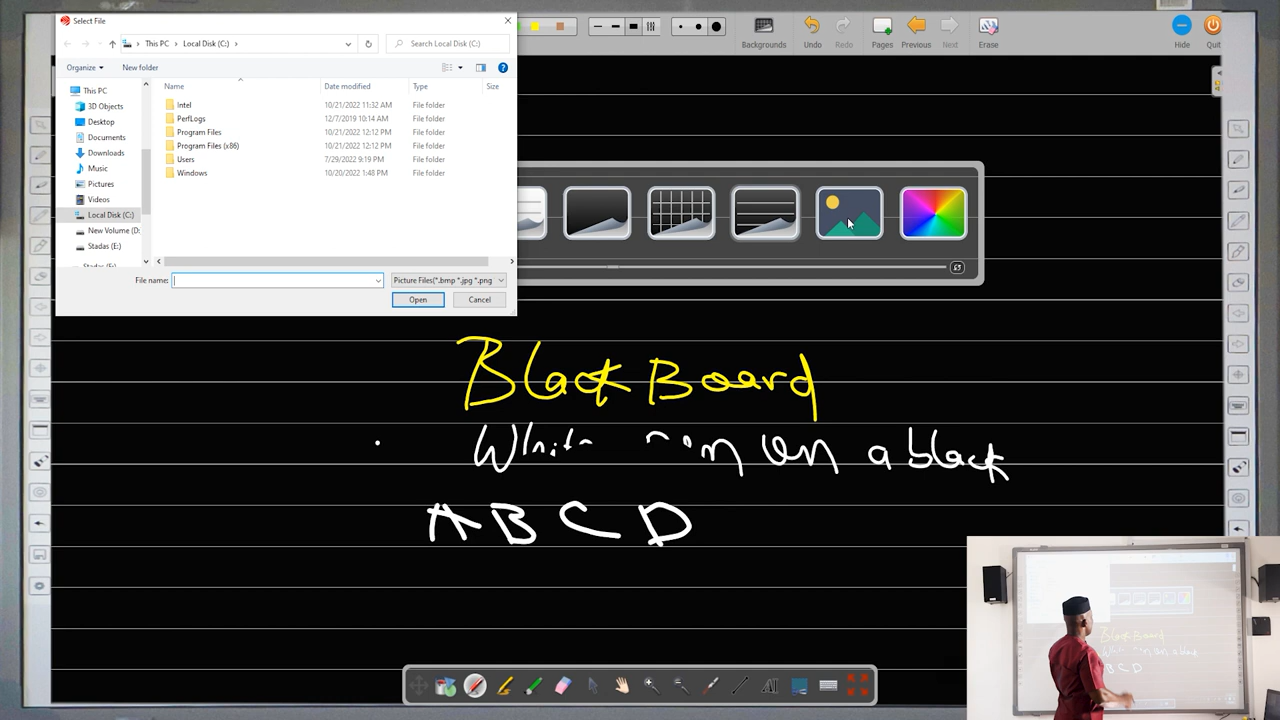 Select File
This PC > Local Disk (C:) >
Search Local Disk (C:)
Organize
New folder
Name
Date modified
Type
Size
This PC
3D Objects
Desktop
Documents
Downloads
Music
Pictures
Videos
Local Disk (C:)
New Volume (D:
Stadas (E:)
Stadas (E:)
Intel 10/21/2022 11:32 AM File folder
PerfLogs 12/7/2019 10:14 AM File folder
Program Files 10/21/2022 12:12 PM File folder
Program Files (x86) 10/21/2022 12:12 PM File folder
Users 7/29/2022 9:19 PM File folder
Windows 10/20/2022 1:48 PM File folder
File name:
Picture Files(*.bmp *.jpg *.png
Open
Cancel
Backgrounds
Undo
Redo
Pages
Previous
Next
Erase
Hide
Quit
BlackBoard
on a black
A B C D